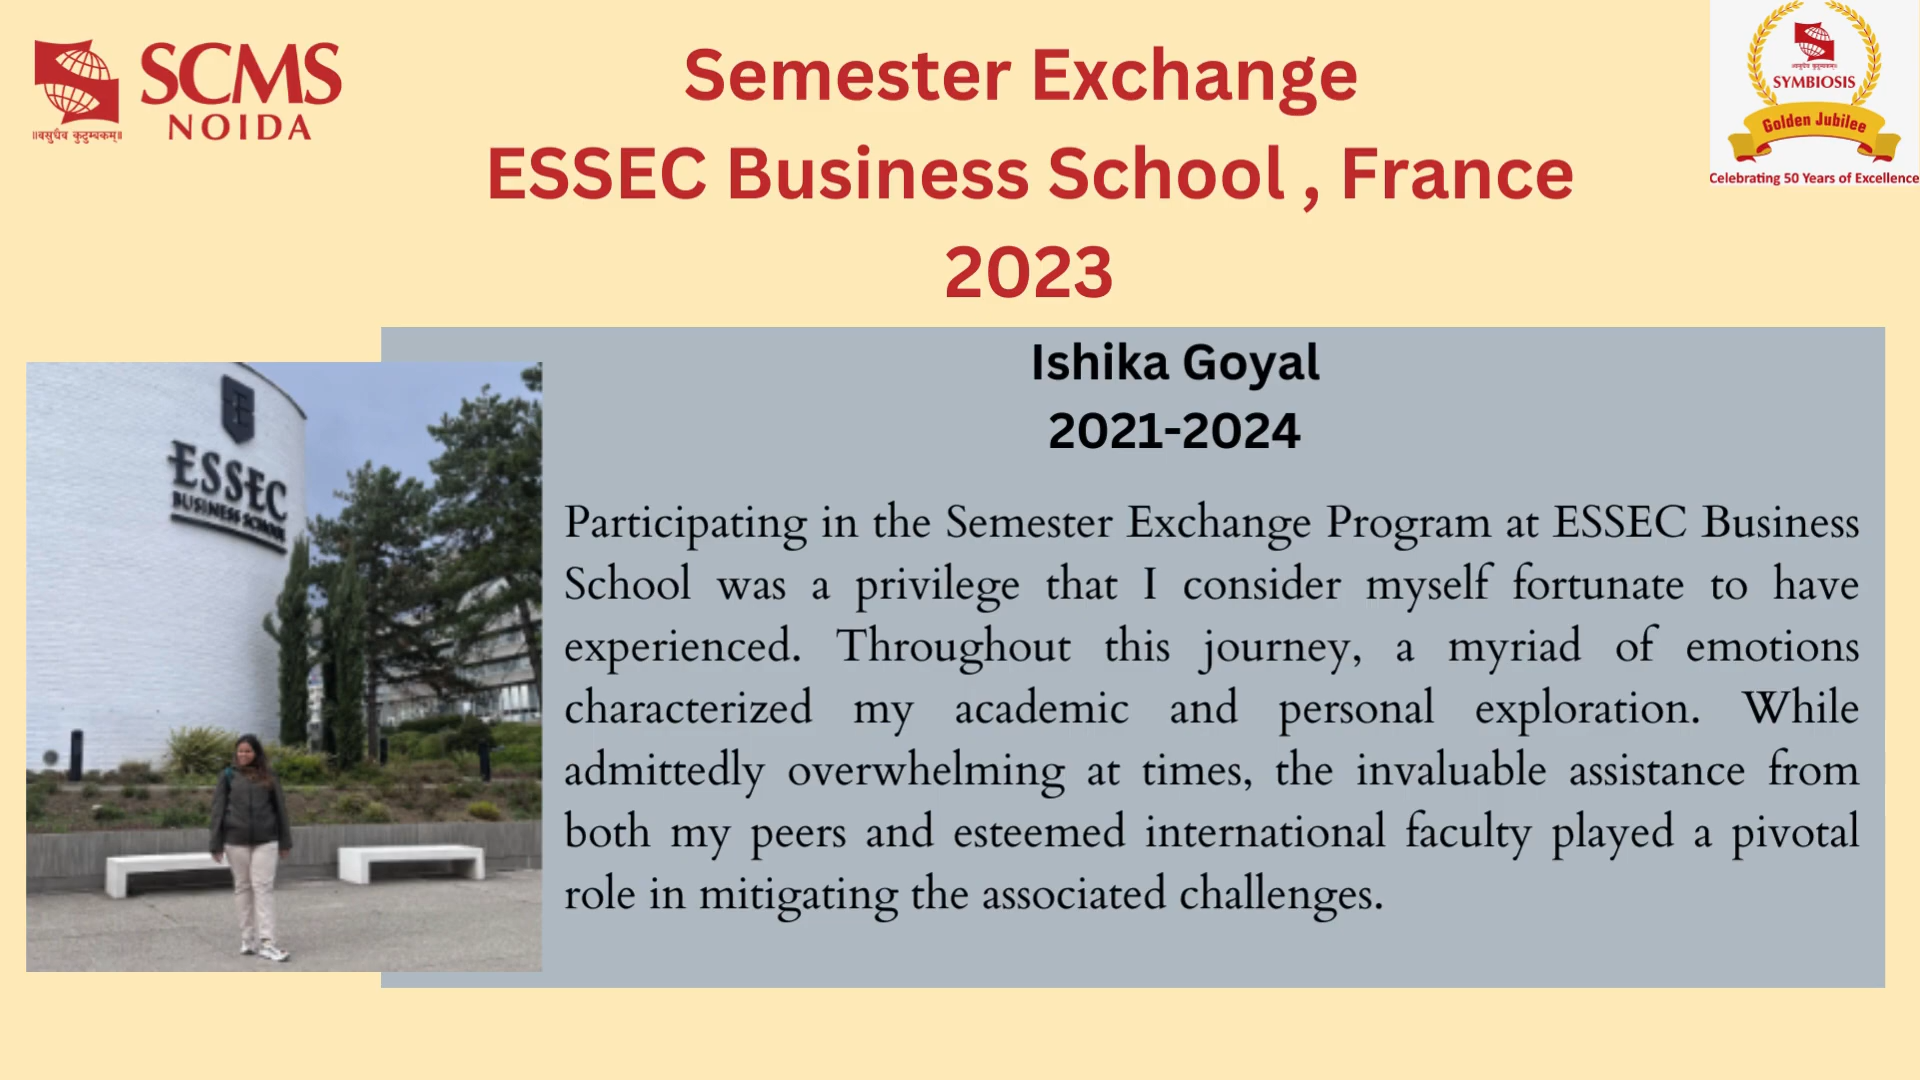 SCMS
NOIDA
॥वसुधैव कुटुम्बकम्॥
Semester Exchange
ESSEC Business School , France
2023
SYMBIOSIS
Golden Jubilee
Celebrating 50 Years of Excellence
ESSEC
BUSINESS SCHOOL
Ishika Goyal
2021-2024
Participating in the Semester Exchange Program at ESSEC Business
School was a privilege that I consider myself fortunate to have
experienced. Throughout this journey, a myriad of emotions
characterized my academic and personal exploration. While
admittedly overwhelming at times, the invaluable assistance from
both my peers and esteemed international faculty played a pivotal
role in mitigating the associated challenges.